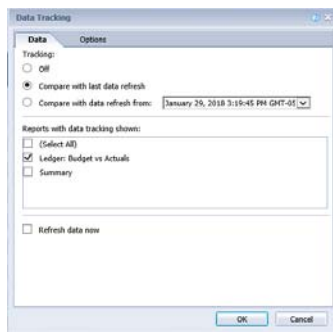 Data Tracking
Data Options
Tracking:
Off
Compare with last data refresh
Compare with data refresh from: January 29, 2018 3:19:45 PM GMT-05
Reports with data tracking shown:
(Select All)
Ledger: Budget vs Actuals
Summary
Refresh data now
OK Cancel